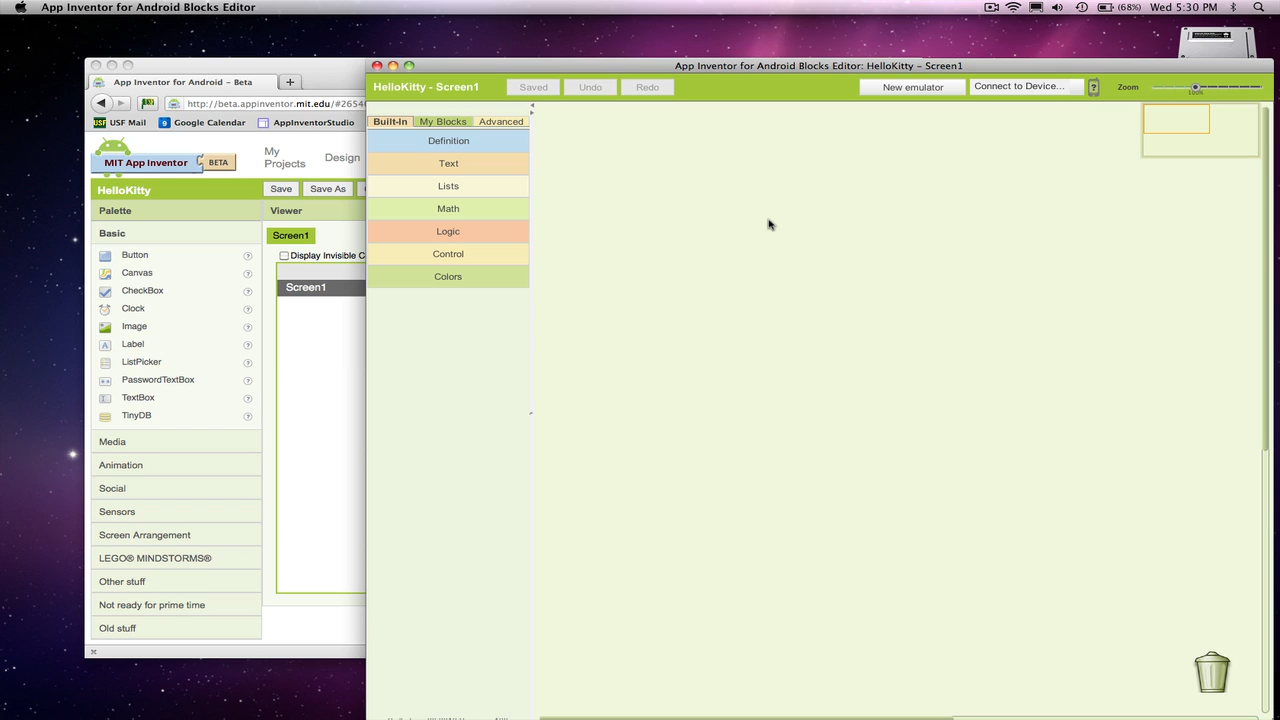 App Inventor for Android Blocks Editor
(68%) Wed 5:30 PM
App Inventor for Android – Beta
http://beta.appinventor.mit.edu/#26540
USF Mail
Google Calendar
AppInventorStudio
MIT App Inventor
BETA
My Projects
Design
HelloKitty
Save
Save As
Palette
Viewer
Basic
Screen1
Button
Display Invisible C
Canvas
CheckBox
Screen1
Clock
Image
Label
ListPicker
PasswordTextBox
TextBox
TinyDB
Media
Animation
Social
Sensors
Screen Arrangement
LEGO® MINDSTORMS®
Other stuff
Not ready for prime time
Old stuff
App Inventor for Android Blocks Editor: HelloKitty – Screen1
HelloKitty - Screen1
Saved
Undo
Redo
New emulator
Connect to Device...
Zoom
100%
Built-In
My Blocks
Advanced
Definition
Text
Lists
Math
Logic
Control
Colors